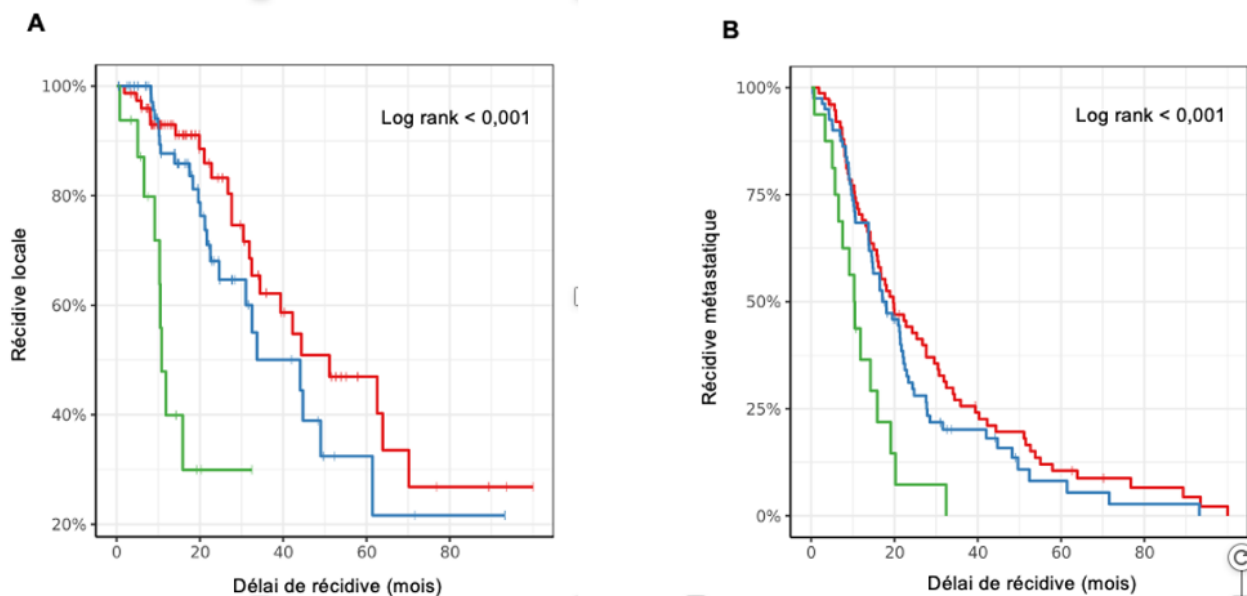 A
Récidive locale
100%
80%
60%
40%
20%
Log rank < 0,001
0
20
40
60
80
Délai de récidive (mois)
B
Récidive métastatique
100%
75%
50%
25%
0%
Log rank < 0,001
0
20
40
60
80
Délai de récidive (mois)